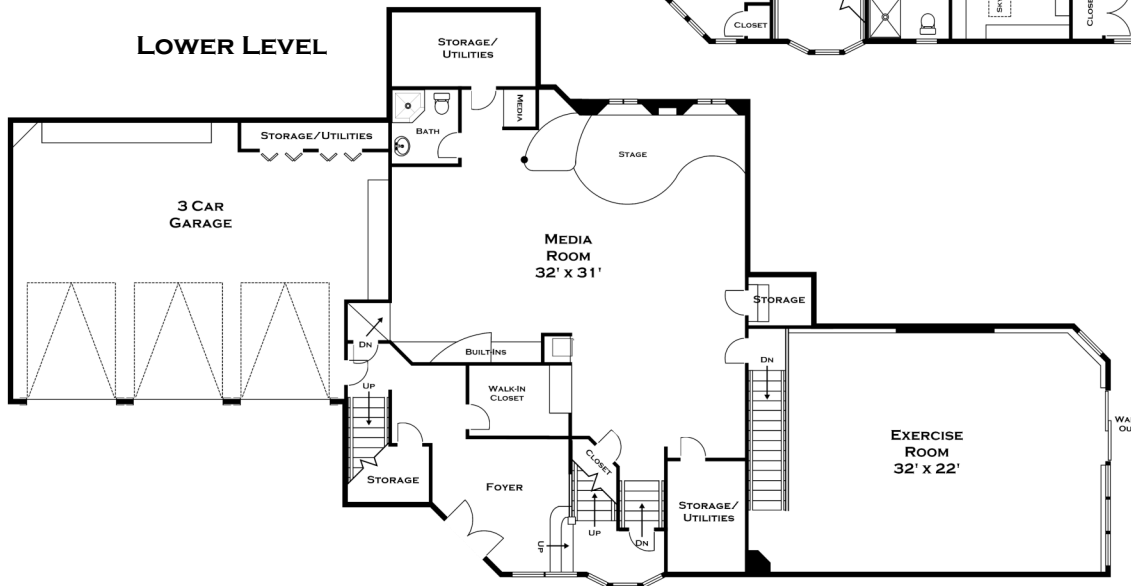 CLOSET
LOWER LEVEL
STORAGE/
UTILITIES
MEDIA
BATH
STORAGE/UTILITIES
STAGE
3 CAR
GARAGE
MEDIA
ROOM
32' x 31'
STORAGE
DN
BUILT-INS
DN
UP
WALK-IN
CLOSET
EXERCISE
ROOM
32' x 22'
CLOSET
STORAGE
FOYER
STORAGE/
UTILITIES
UP
UP
DN